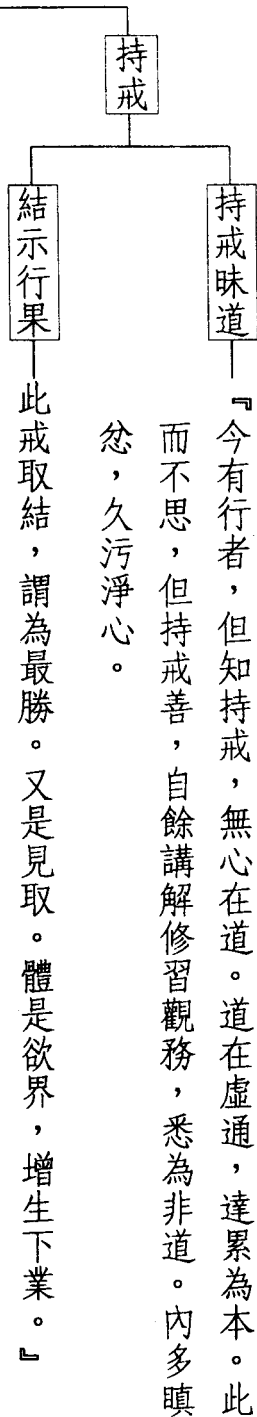 持戒
持戒昧道
『今有行者，但知持戒，無心在道。道在虛通，達累為本。此
而不思，但持戒善，自餘講解修習觀務，悉為非道。內多瞋
忿，久污淨心。
結示行果
此戒取結，謂為最勝。又是見取。體是欲界，增生下業。』